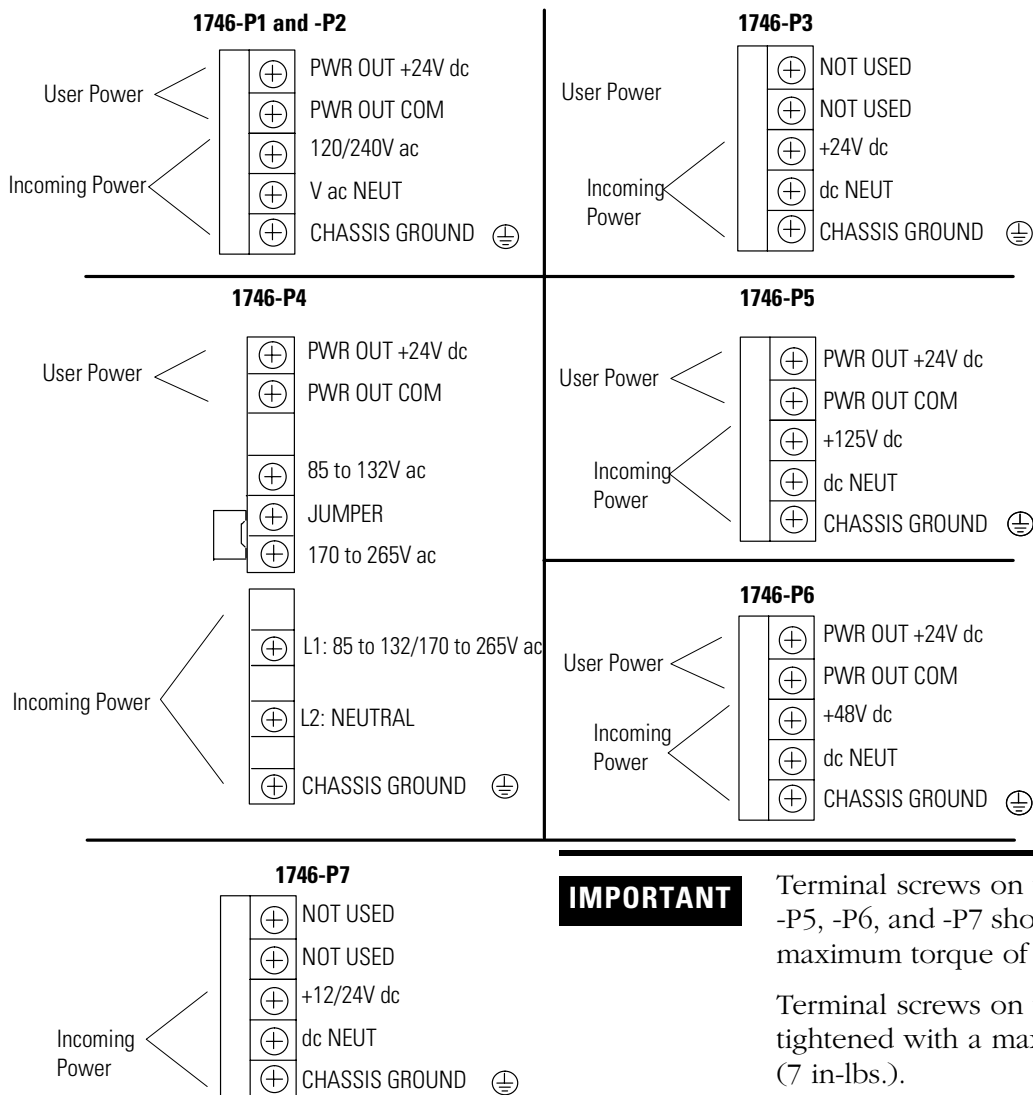 1746-P1 and -P2
User Power
PWR OUT +24V dc
PWR OUT COM
Incoming Power
120/240V ac
V ac NEUT
CHASSIS GROUND
1746-P3
User Power
NOT USED
NOT USED
Incoming
Power
+24V dc
dc NEUT
CHASSIS GROUND
1746-P4
User Power
PWR OUT +24V dc
PWR OUT COM
85 to 132V ac
JUMPER
170 to 265V ac
Incoming Power
L1: 85 to 132/170 to 265V ac
L2: NEUTRAL
CHASSIS GROUND
1746-P5
User Power
PWR OUT +24V dc
PWR OUT COM
Incoming
Power
+125V dc
dc NEUT
CHASSIS GROUND
1746-P6
User Power
PWR OUT +24V dc
PWR OUT COM
Incoming
Power
+48V dc
dc NEUT
CHASSIS GROUND
1746-P7
NOT USED
NOT USED
Incoming
Power
+12/24V dc
dc NEUT
CHASSIS GROUND
IMPORTANT
Terminal screws on
-P5, -P6, and -P7
maximum torque of
Terminal screws on
tightened with a
(7 in-lbs.).